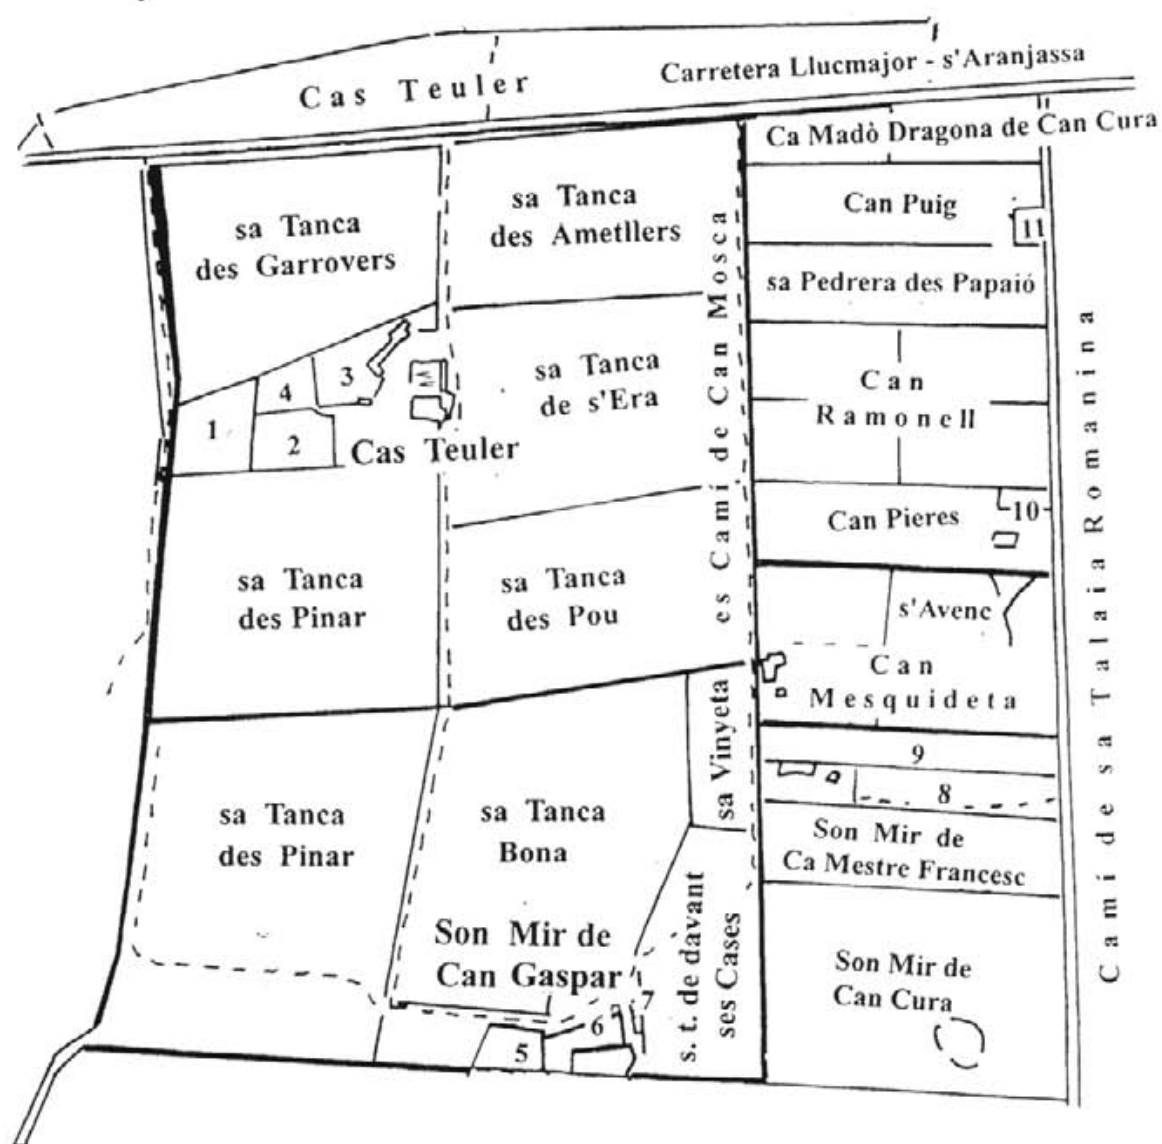 Cas Teuler
Carretera Llucmajor - s'Aranjassa
Ca Madò Dragona de Can Cura
sa Tanca
des Garrovers
sa Tanca
des Ametllers
Can Puig
11
sa Pedrera des Papaió
es Cami de Can Mosca
3
4
1
2
Cas Teuler
sa Tanca
de s'Era
Can
Ramonell
Can Pieres
10
Cami de sa Talaia Romanina
sa Tanca
des Pinar
sa Tanca
des Pou
s'Avenc
Can
Mesquideta
sa Vinyeta
9
8
sa Tanca
des Pinar
sa Tanca
Bona
Son Mir de
Ca Mestre Francesc
Son Mir de
Can Gaspar
s. t. de davant
ses Cases
Son Mir de
Can Cura
7
6
5